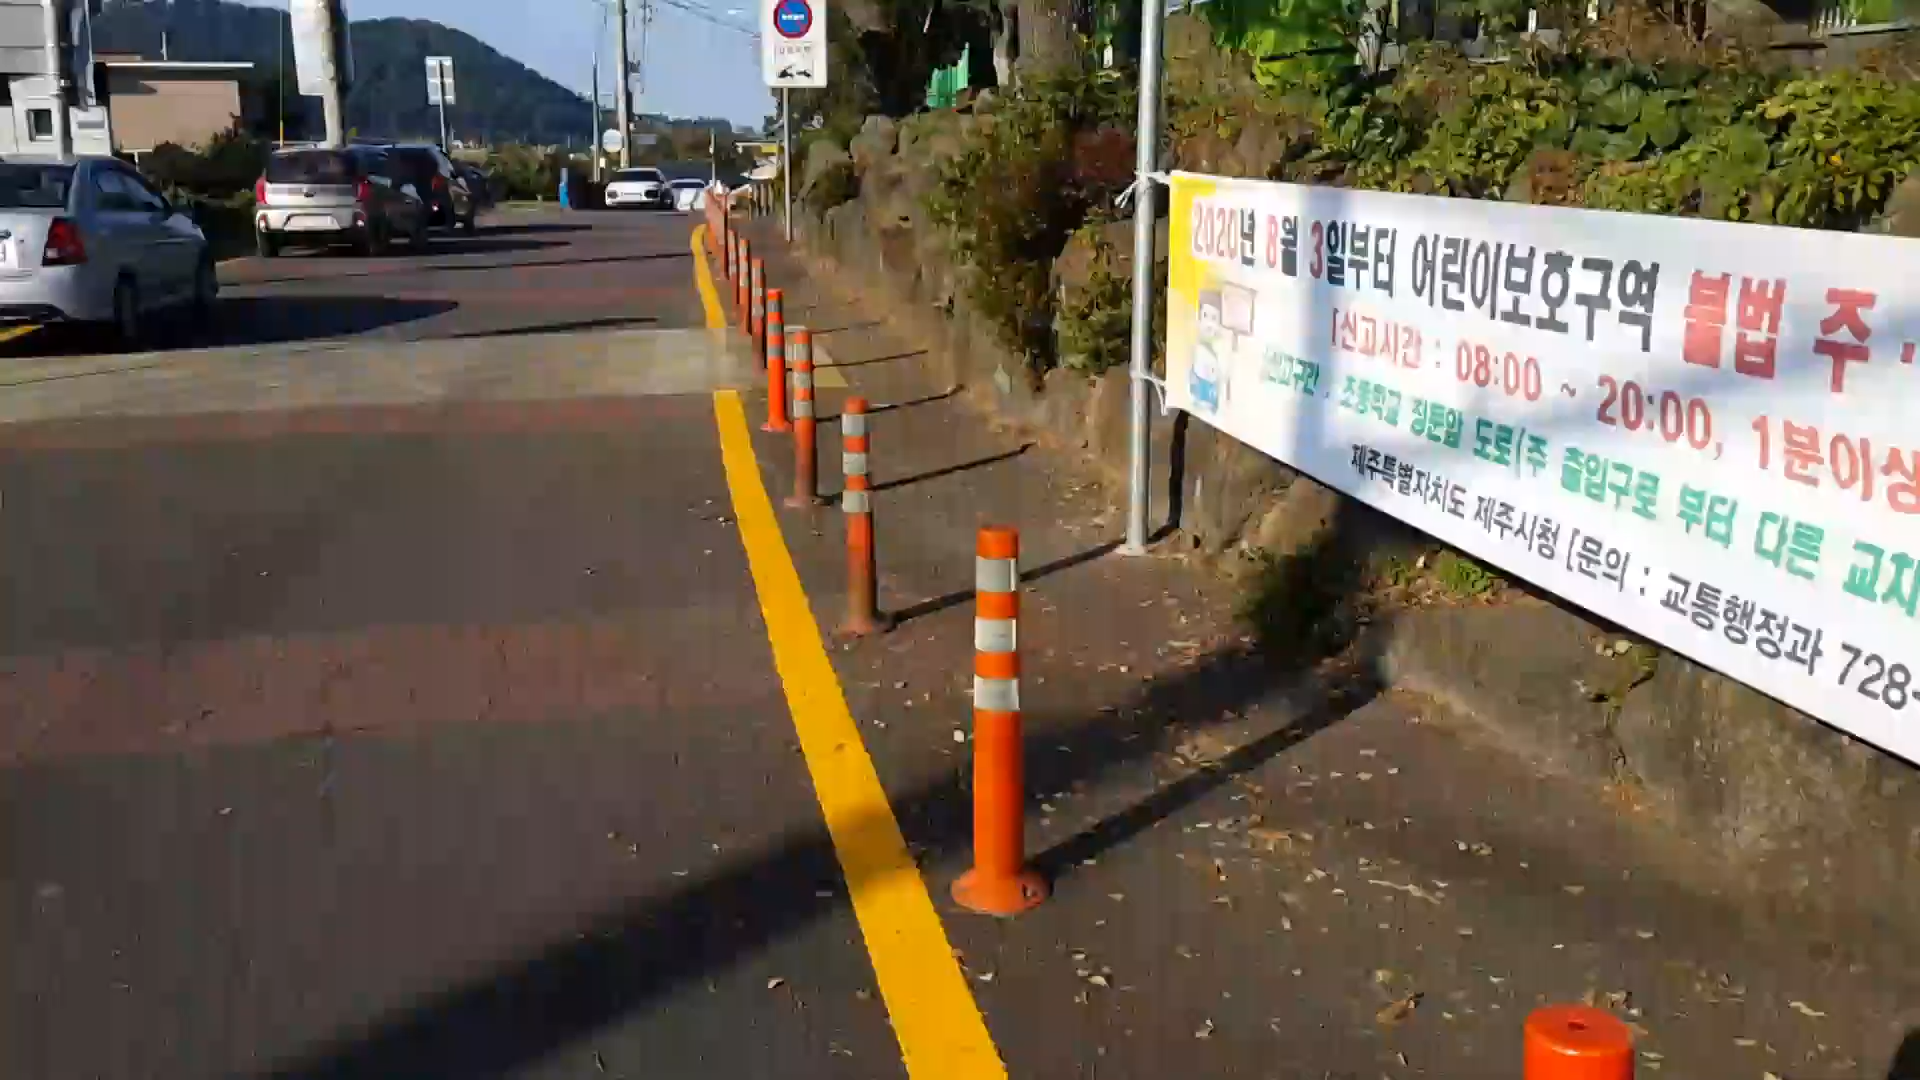 2020년 8월 3일부터 어린이보호구역 불법 주·
[신고시간 : 08:00 ~ 20:00, 1분이상
신고구간 : 초등학교 정문앞 도로(주 출입구로 부터 다른 교차
제주특별자치도 제주시청 [문의 : 교통행정과 728-